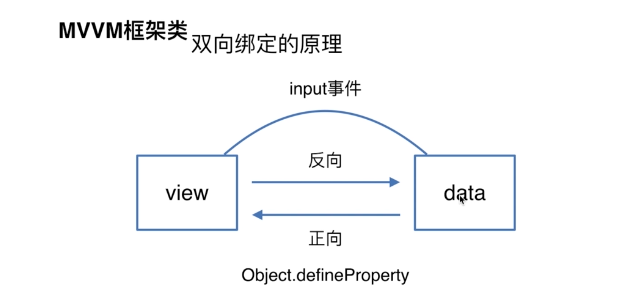 MVVM框架类 双向绑定的原理
input事件
反向
view
data
正向
Object.defineProperty